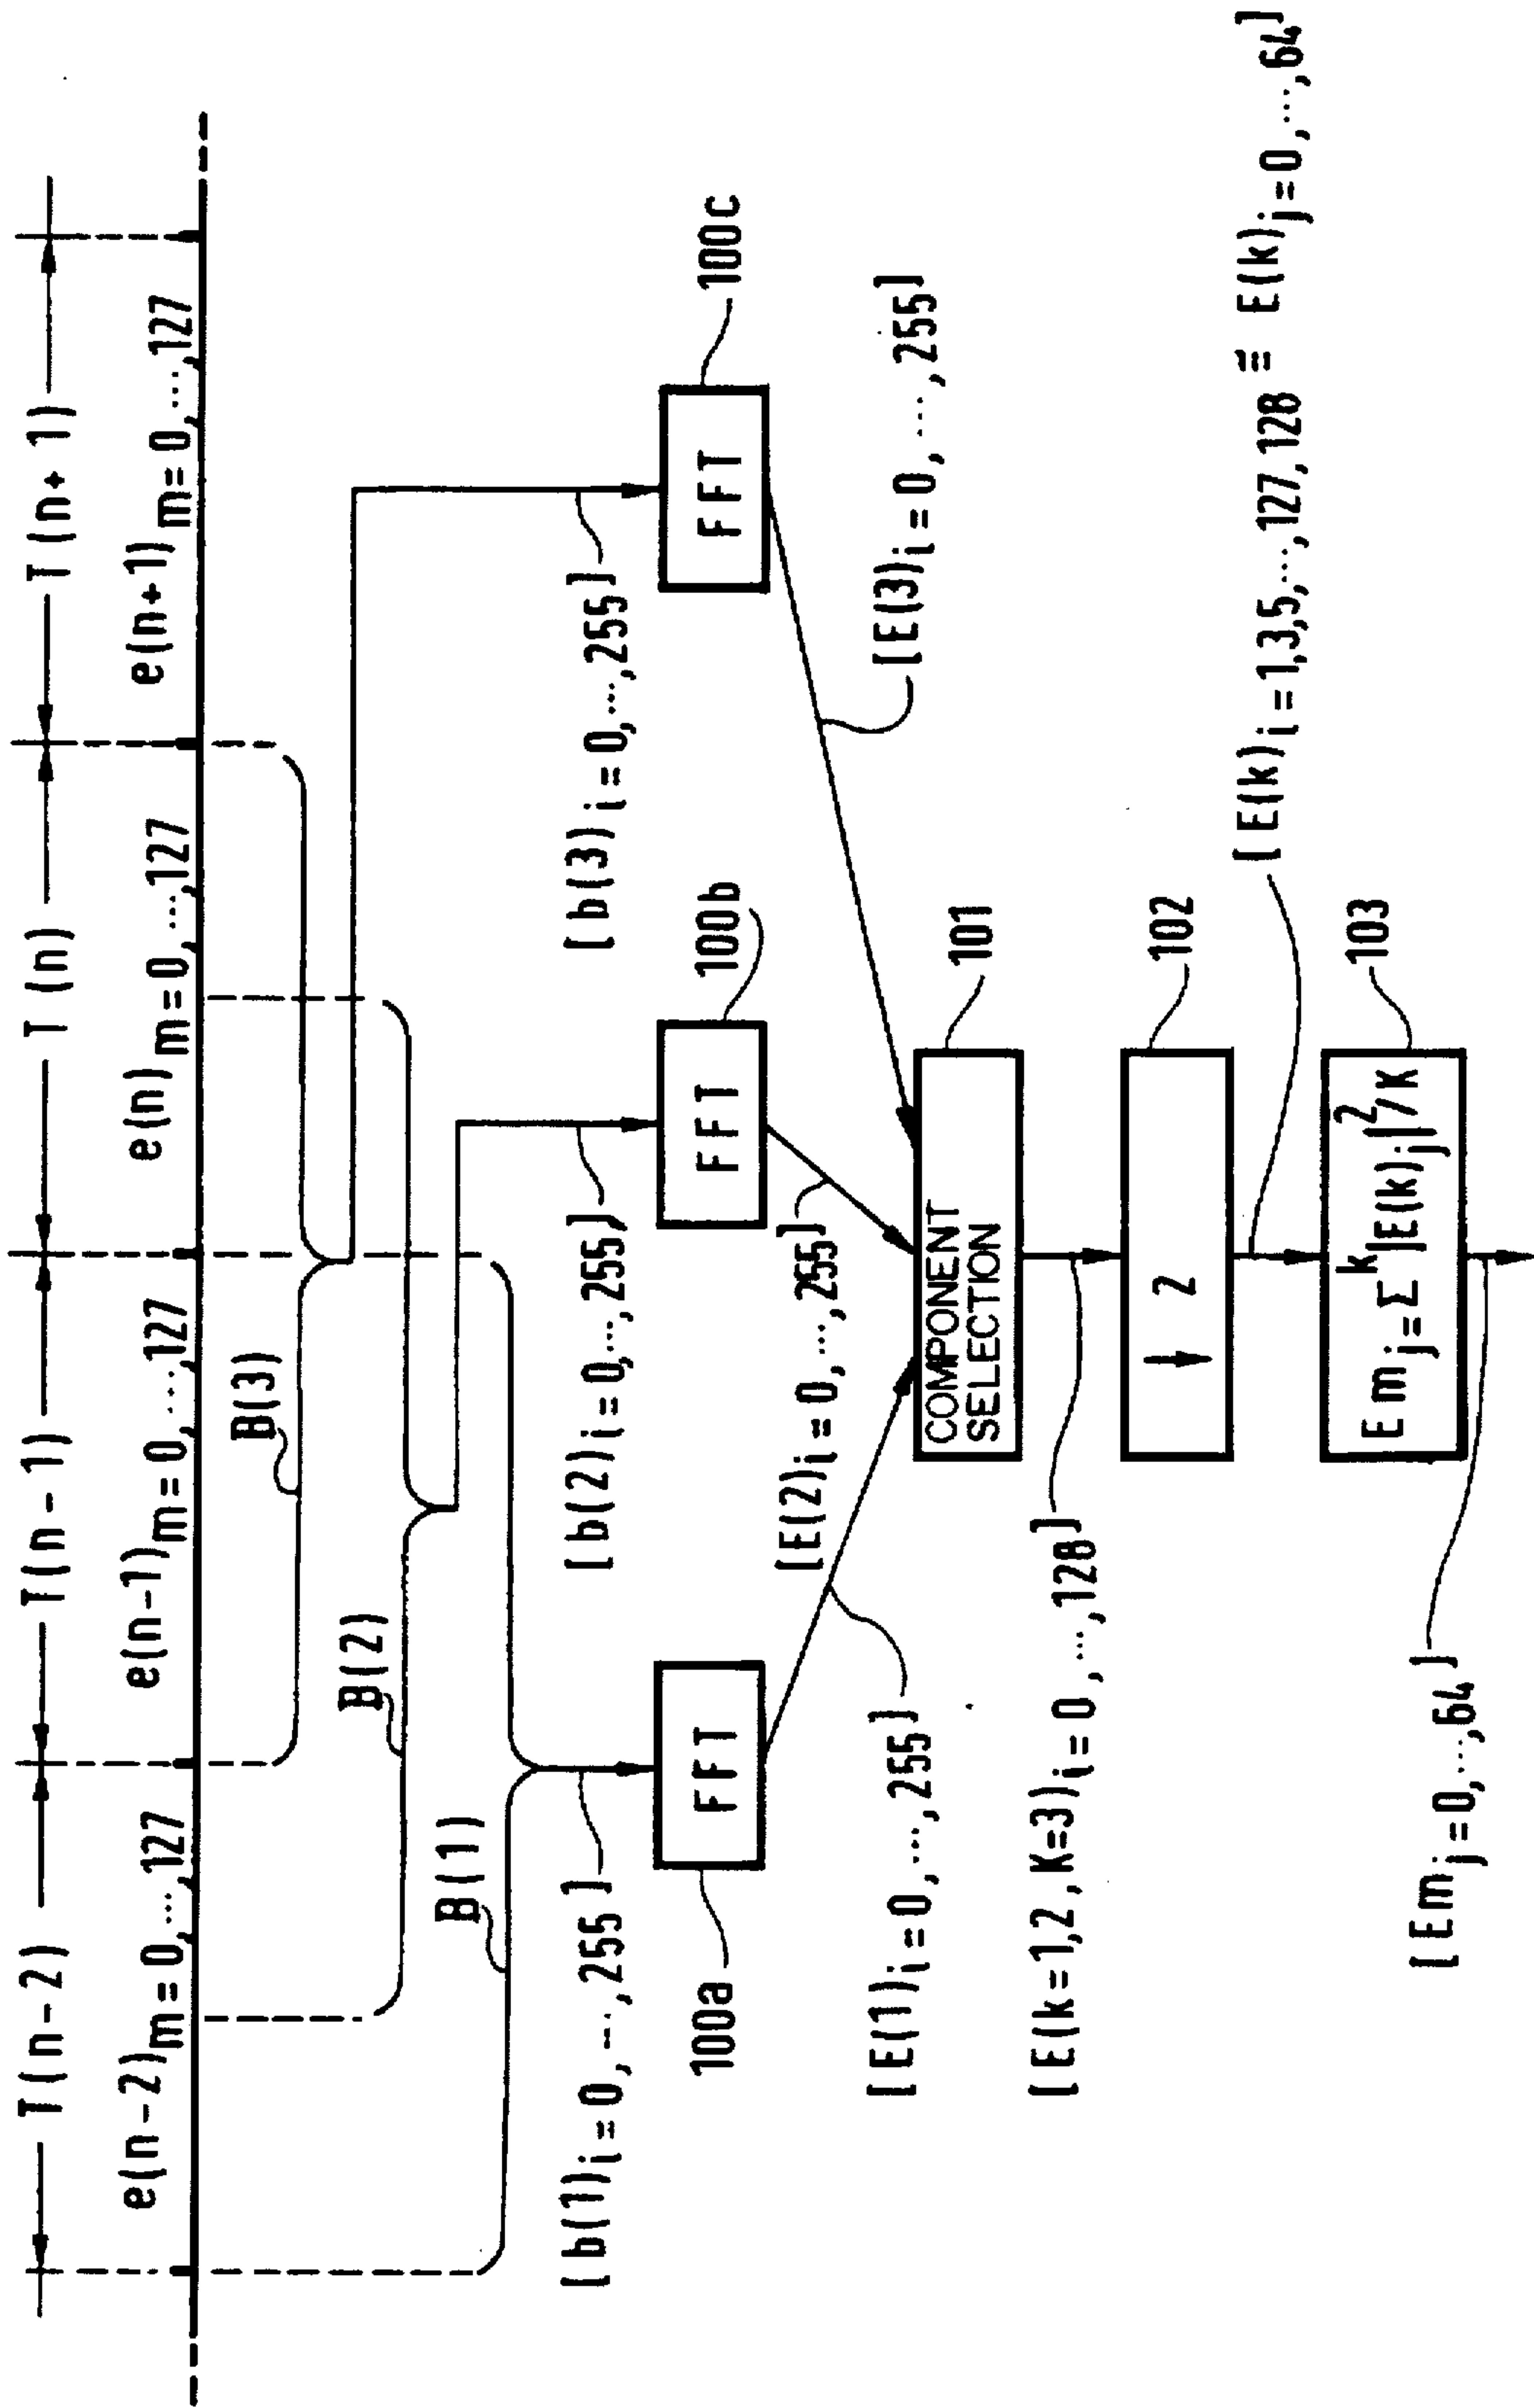 T(n-2)
T(n-1)
T(n)
T(n+1)
e(n-2)m=0,...,127
e(n-1)m=0,...,127
e(n)m=0,...,127
e(n+1)m=0,...,127
B(3)
B(2)
B(1)
[b(1)i=0,...,255]
[b(2)i=0,...,255]
[b(3)i=0,...,255]
FFT
100a
FFT
100b
FFT
100c
[E(1)i=0,...,255]
[E(2)i=0,...,255]
[E(3)i=0,...,255]
COMPONENT
SELECTION
101
[E(k=1,2,K=3)i=0,...,128]
↓ 2
102
[E(k)i=1,3,5,...,127,128 ≡ E(k)j=0,...,64]
Em j=Σ^k|E(k)j|²/K
103
[Em j=0,...,64]